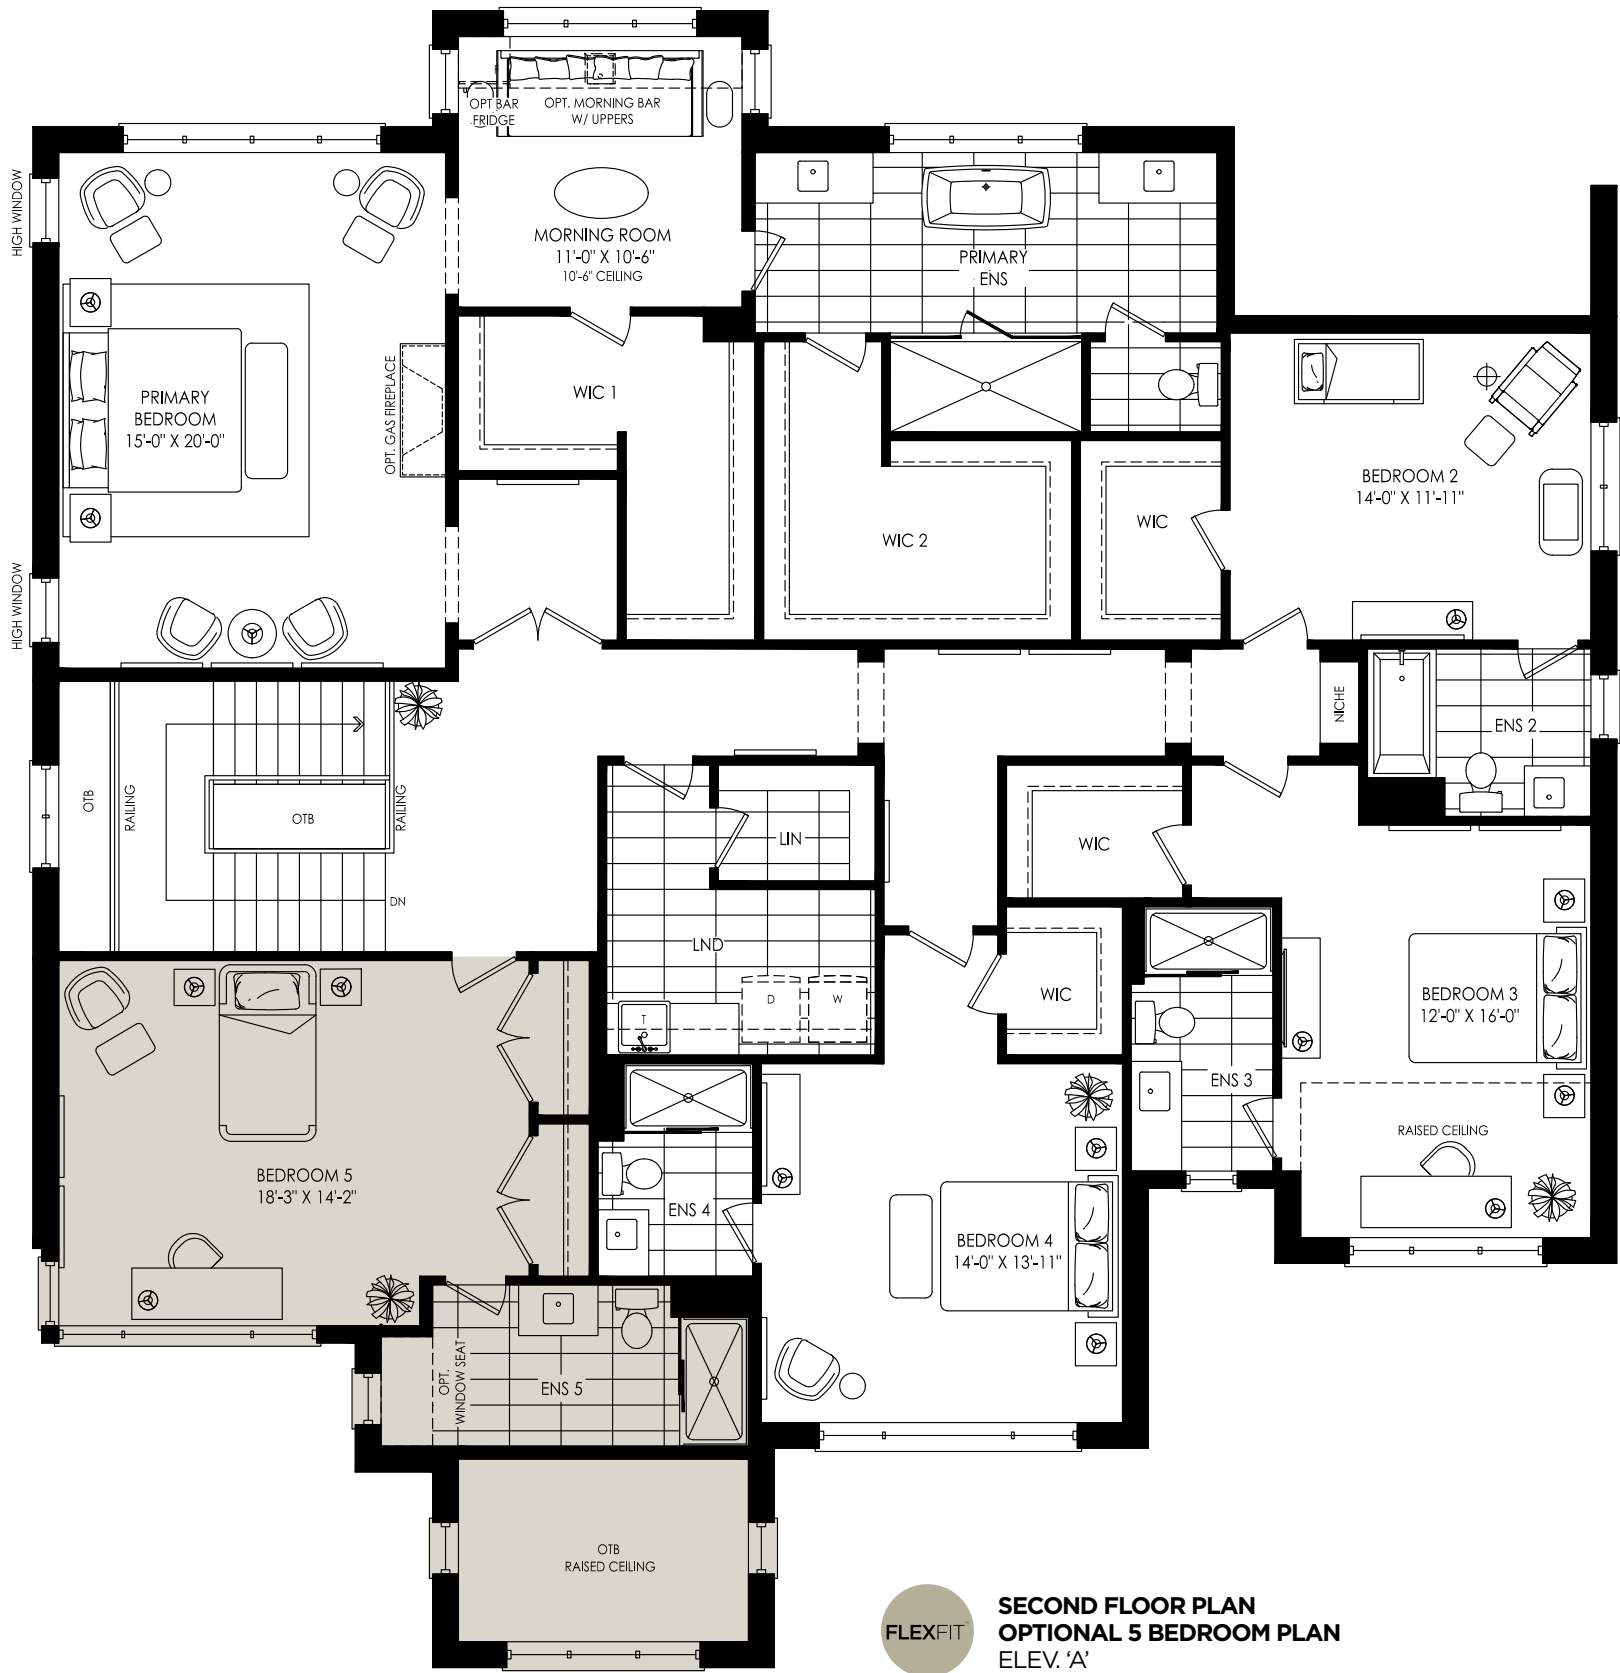 OPT BAR
FRIDGE
OPT. MORNING BAR
W/ UPPERS
HIGH WINDOW
MORNING ROOM
11'-0" X 10'-6"
10'-6" CEILING
PRIMARY
ENS
PRIMARY
BEDROOM
15'-0" X 20'-0"
OPT. GAS FIREPLACE
WIC 1
WIC 2
WIC
BEDROOM 2
14'-0" X 11'-11"
HIGH WINDOW
NICHE
ENS 2
OTB
RAILING
OTB
RAILING
DN
LIN
WIC
LND
D
W
T
WIC
BEDROOM 3
12'-0" X 16'-0"
ENS 3
RAISED CEILING
BEDROOM 5
18'-3" X 14'-2"
ENS 4
BEDROOM 4
14'-0" X 13'-11"
OPT.
WINDOW SEAT
ENS 5
OTB
RAISED CEILING
FLEXFIT™
SECOND FLOOR PLAN
OPTIONAL 5 BEDROOM PLAN
ELEV. ‘A’